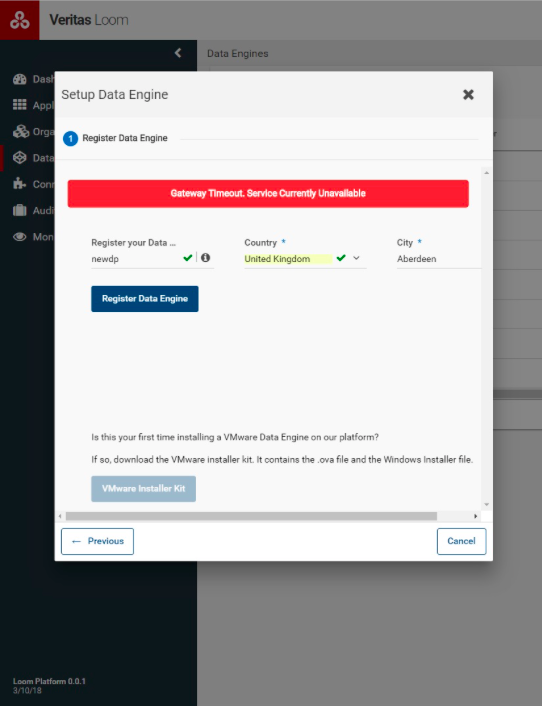 Veritas Loom
Data Engines
Dash
Appl
Orga
Data
Conn
Audi
Mon
Setup Data Engine
1 Register Data Engine
Gateway Timeout. Service Currently Unavailable
Register your Data ... Country * City *
newdp United Kingdom Aberdeen
Register Data Engine
Is this your first time installing a VMware Data Engine on our platform?
If so, download the VMware installer kit. It contains the .ova file and the Windows Installer file.
VMware Installer Kit
← Previous
Cancel
Loom Platform 0.0.1
3/10/18